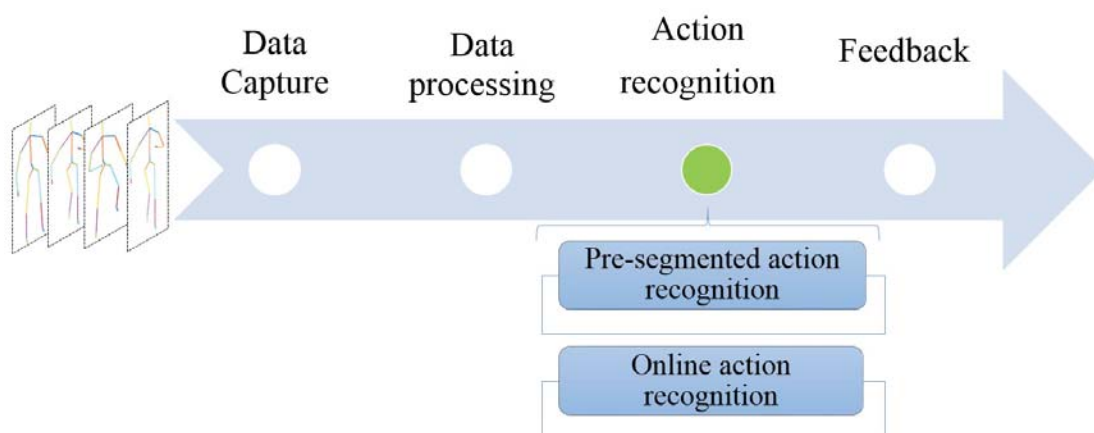 Data
Capture
Data
processing
Action
recognition
Feedback
Pre-segmented action
recognition
Online action
recognition